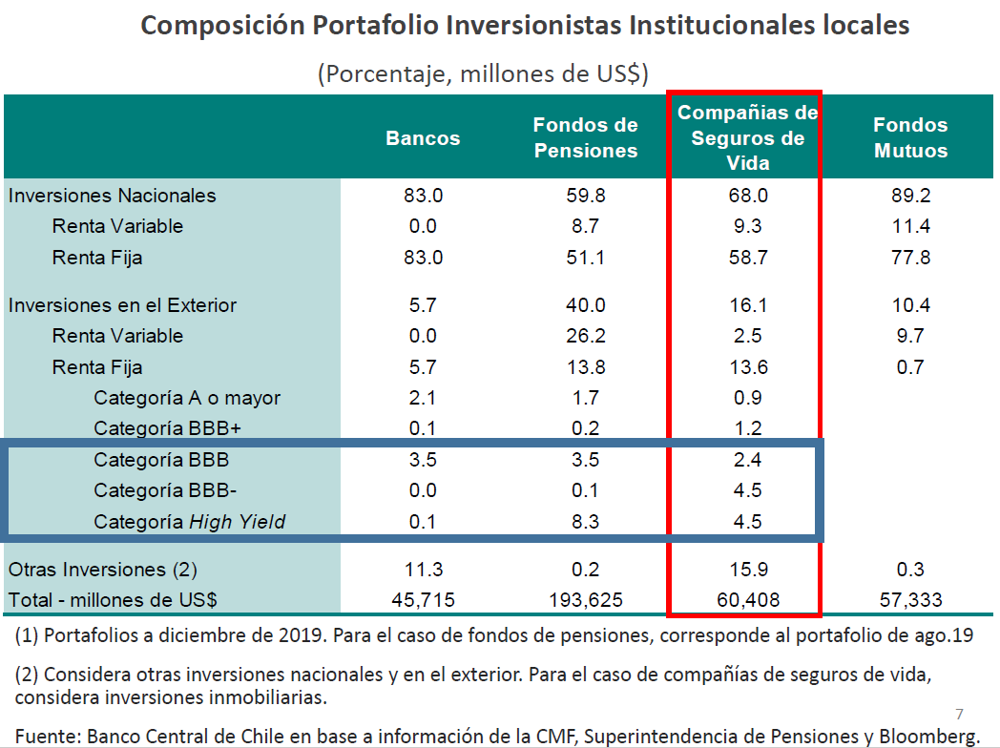 Composición Portafolio Inversionistas Institucionales locales
(Porcentaje, millones de US$)
Bancos Fondos de Pensiones Compañias de Seguros de Vida Fondos Mutuos
Inversiones Nacionales 83.0 59.8 68.0 89.2
Renta Variable 0.0 8.7 9.3 11.4
Renta Fija 83.0 51.1 58.7 77.8
Inversiones en el Exterior 5.7 40.0 16.1 10.4
Renta Variable 0.0 26.2 2.5 9.7
Renta Fija 5.7 13.8 13.6 0.7
Categoría A o mayor 2.1 1.7 0.9
Categoría BBB+ 0.1 0.2 1.2
Categoría BBB 3.5 3.5 2.4
Categoría BBB- 0.0 0.1 4.5
Categoría High Yield 0.1 8.3 4.5
Otras Inversiones (2) 11.3 0.2 15.9 0.3
Total - millones de US$ 45,715 193,625 60,408 57,333
(1) Portafolios a diciembre de 2019. Para el caso de fondos de pensiones, corresponde al portafolio de ago.19
(2) Considera otras inversiones nacionales y en el exterior. Para el caso de compañías de seguros de vida,
considera inversiones inmobiliarias.
7
Fuente: Banco Central de Chile en base a información de la CMF, Superintendencia de Pensiones y Bloomberg.